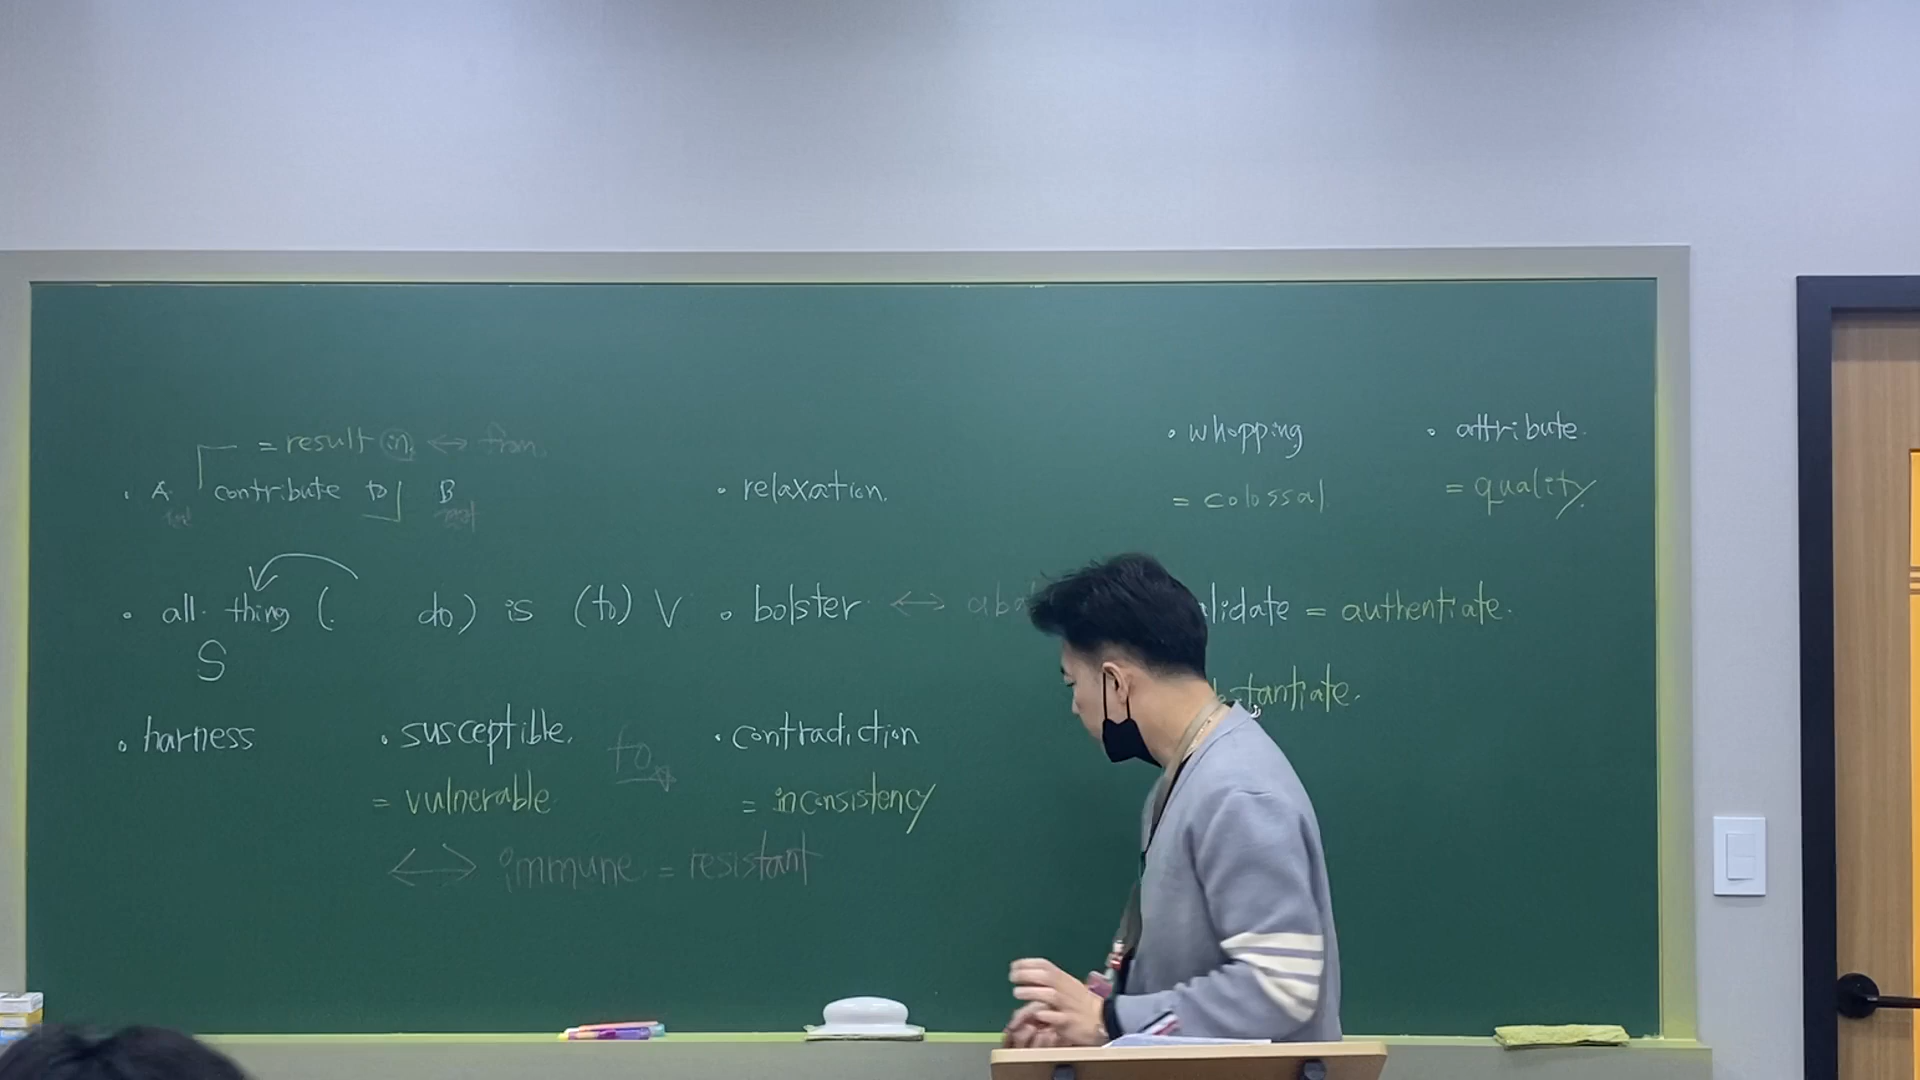 = result in ↔ from
• A contribute to B
• all thing ( do) is (to) V
S
• harness
• susceptible. to
= vulnerable
↔ immune = resistant
• relaxation.
• bolster ↔
• contradiction
= inconsistency
• whopping
= colossal
• attribute.
= quality
lidate = authentiate.
stantiate.